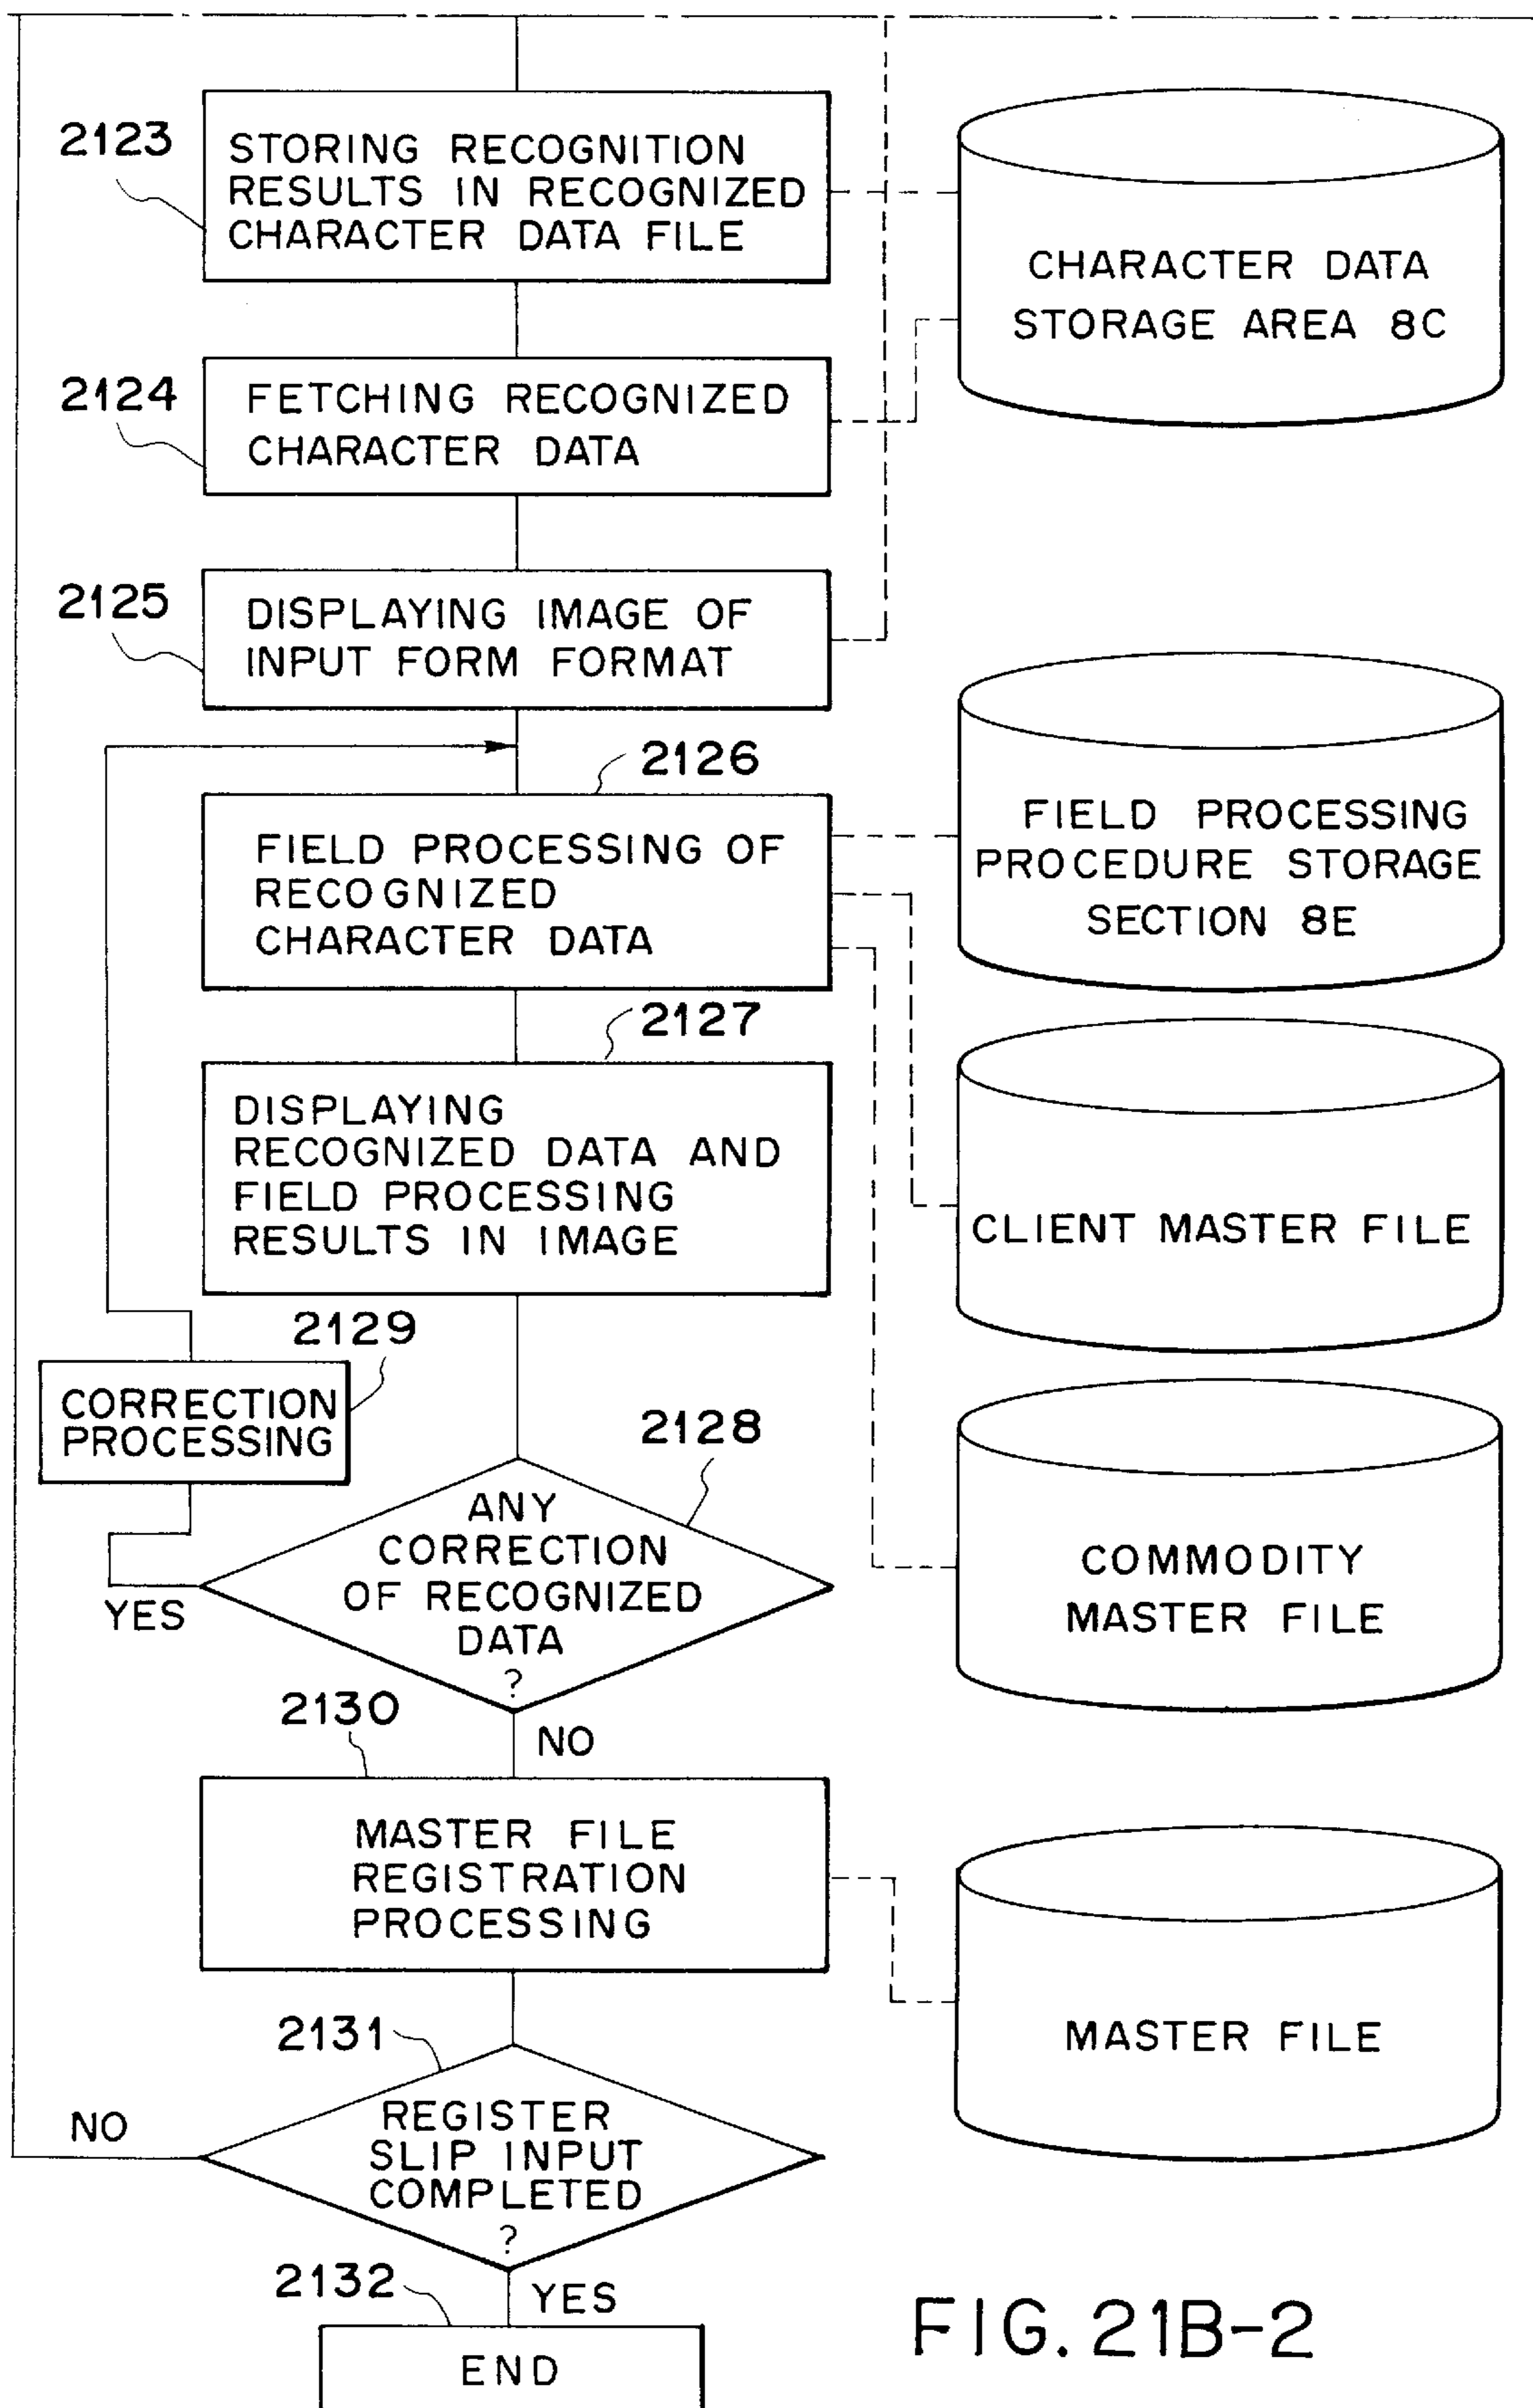 2123
STORING RECOGNITION
RESULTS IN RECOGNIZED
CHARACTER DATA FILE
CHARACTER DATA
STORAGE AREA 8C
2124
FETCHING RECOGNIZED
CHARACTER DATA
2125
DISPLAYING IMAGE OF
INPUT FORM FORMAT
2126
FIELD PROCESSING OF
RECOGNIZED
CHARACTER DATA
FIELD PROCESSING
PROCEDURE STORAGE
SECTION 8E
2127
DISPLAYING
RECOGNIZED DATA AND
FIELD PROCESSING
RESULTS IN IMAGE
CLIENT MASTER FILE
2129
CORRECTION
PROCESSING
2128
ANY
CORRECTION
OF RECOGNIZED
DATA
?
YES
NO
COMMODITY
MASTER FILE
2130
MASTER FILE
REGISTRATION
PROCESSING
MASTER FILE
2131
REGISTER
SLIP INPUT
COMPLETED
?
NO
YES
2132
END
FIG. 21B-2